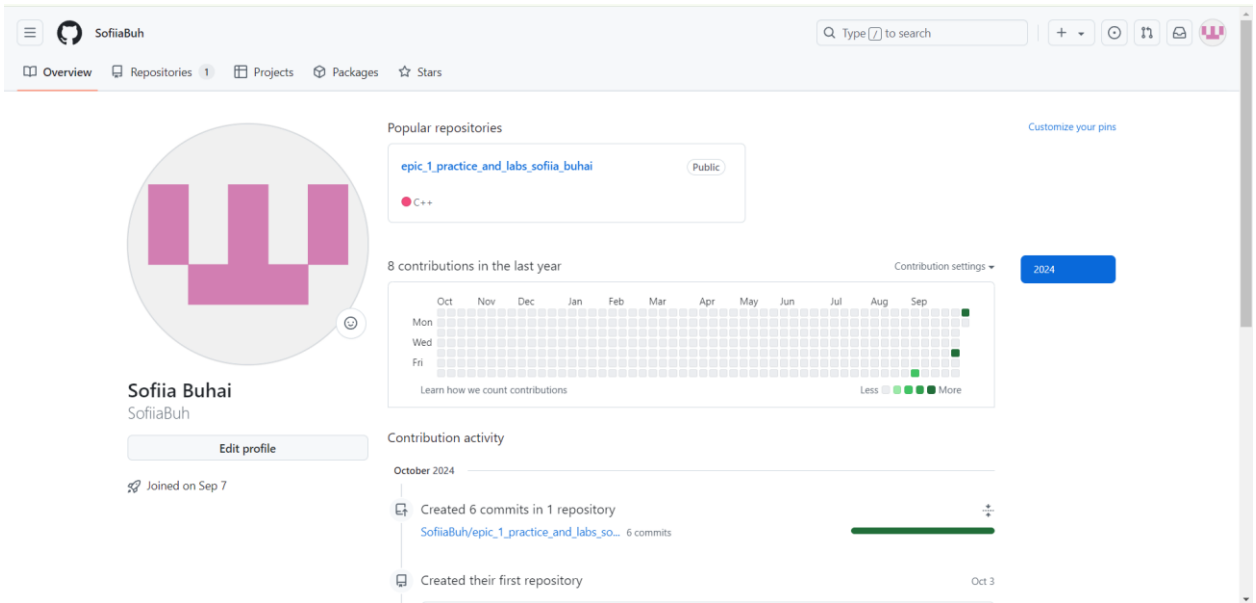 SofiiaBuh
Type / to search
Overview
Repositories 1
Projects
Packages
Stars
Sofiia Buhai
SofiiaBuh
Edit profile
Joined on Sep 7
Popular repositories
Customize your pins
epic_1_practice_and_labs_sofiia_buhai
Public
C++
8 contributions in the last year
Contribution settings
2024
Oct Nov Dec Jan Feb Mar Apr May Jun Jul Aug Sep
Mon
Wed
Fri
Learn how we count contributions
Less
More
Contribution activity
October 2024
Created 6 commits in 1 repository
SofiiaBuh/epic_1_practice_and_labs_so... 6 commits
Created their first repository
Oct 3